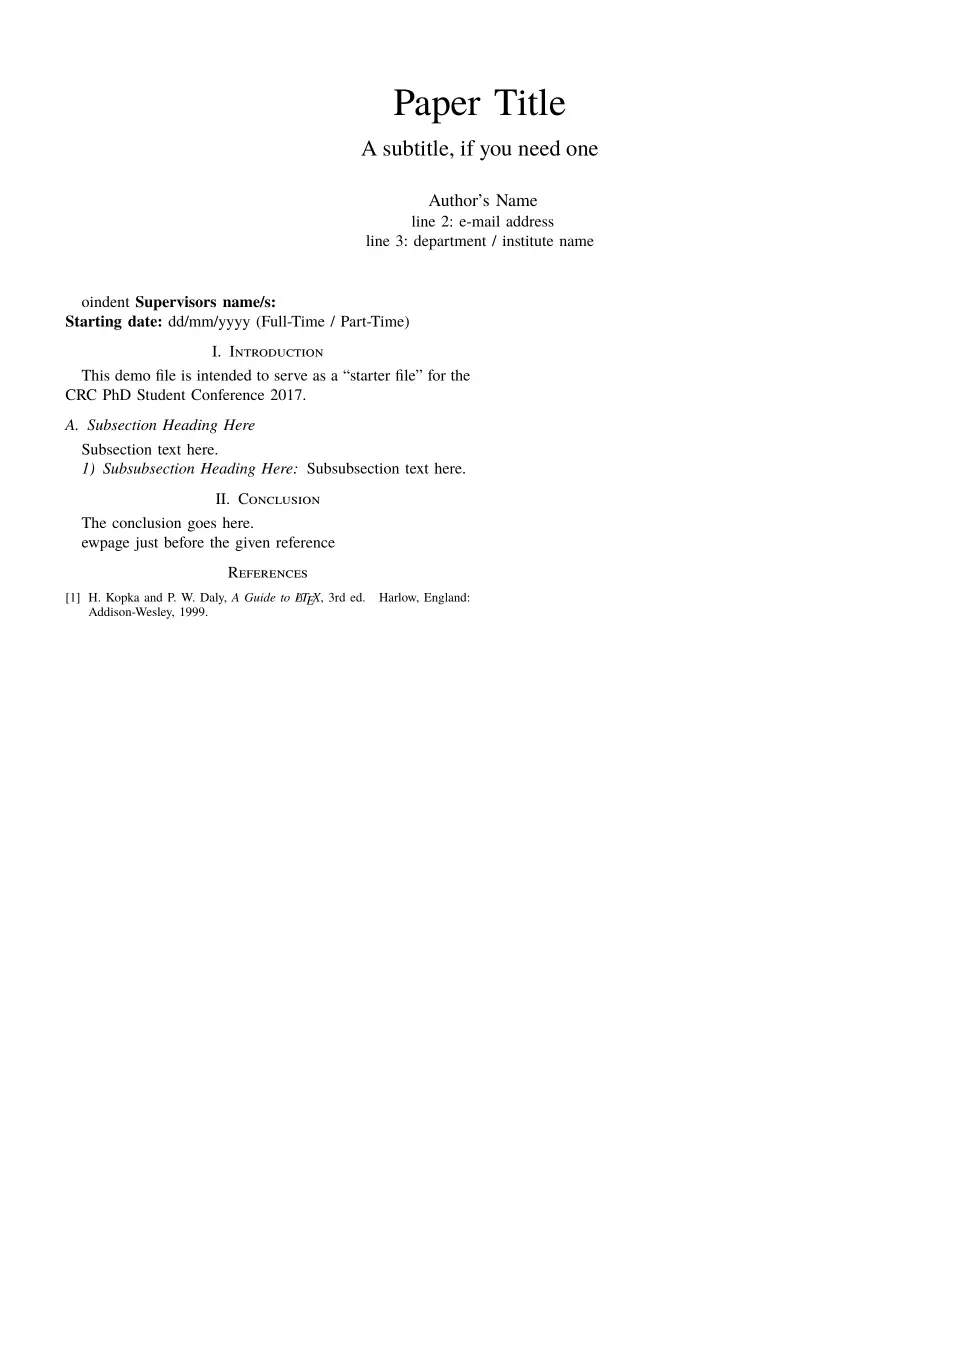 Paper Title
A subtitle, if you need one
Author's Name
line 2: e-mail address
line 3: department / institute name
oindent Supervisors name/s:
Starting date: dd/mm/yyyy (Full-Time / Part-Time)
I. Introduction
This demo file is intended to serve as a “starter file” for the
CRC PhD Student Conference 2017.
A. Subsection Heading Here
Subsection text here.
1) Subsubsection Heading Here: Subsubsection text here.
II. Conclusion
The conclusion goes here.
ewpage just before the given reference
References
[1] H. Kopka and P. W. Daly, A Guide to LATEX, 3rd ed. Harlow, England:
Addison-Wesley, 1999.